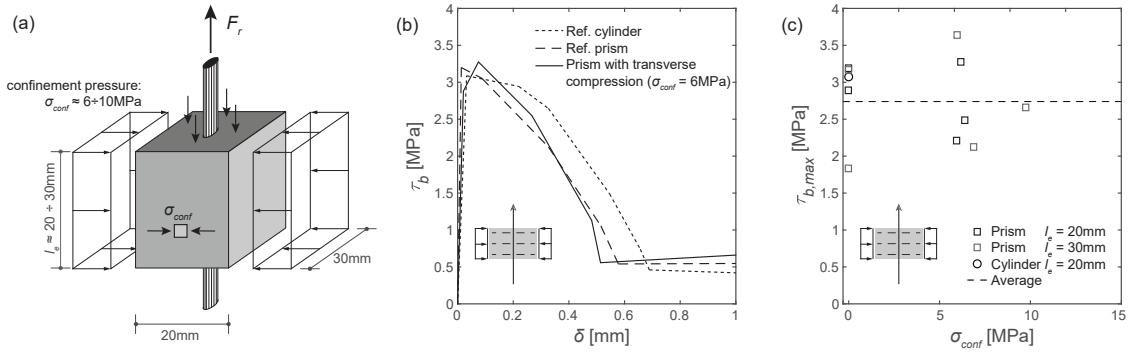 (a)
F_r
confinement pressure:
σ_conf ≈ 6÷10MPa
σ_conf
l_e ≈ 20 ÷ 30mm
30mm
20mm
(b)
Ref. cylinder
Ref. prism
Prism with transverse
compression (σ_conf = 6MPa)
τ_b [MPa]
4
3.5
3
2.5
2
1.5
1
0.5
0
0 0.2 0.4 0.6 0.8 1
δ [mm]
(c)
τ_b,max [MPa]
4
3.5
3
2.5
2
1.5
1
0.5
0
Prism l_e = 20mm
Prism l_e = 30mm
Cylinder l_e = 20mm
Average
0 5 10 15
σ_conf [MPa]